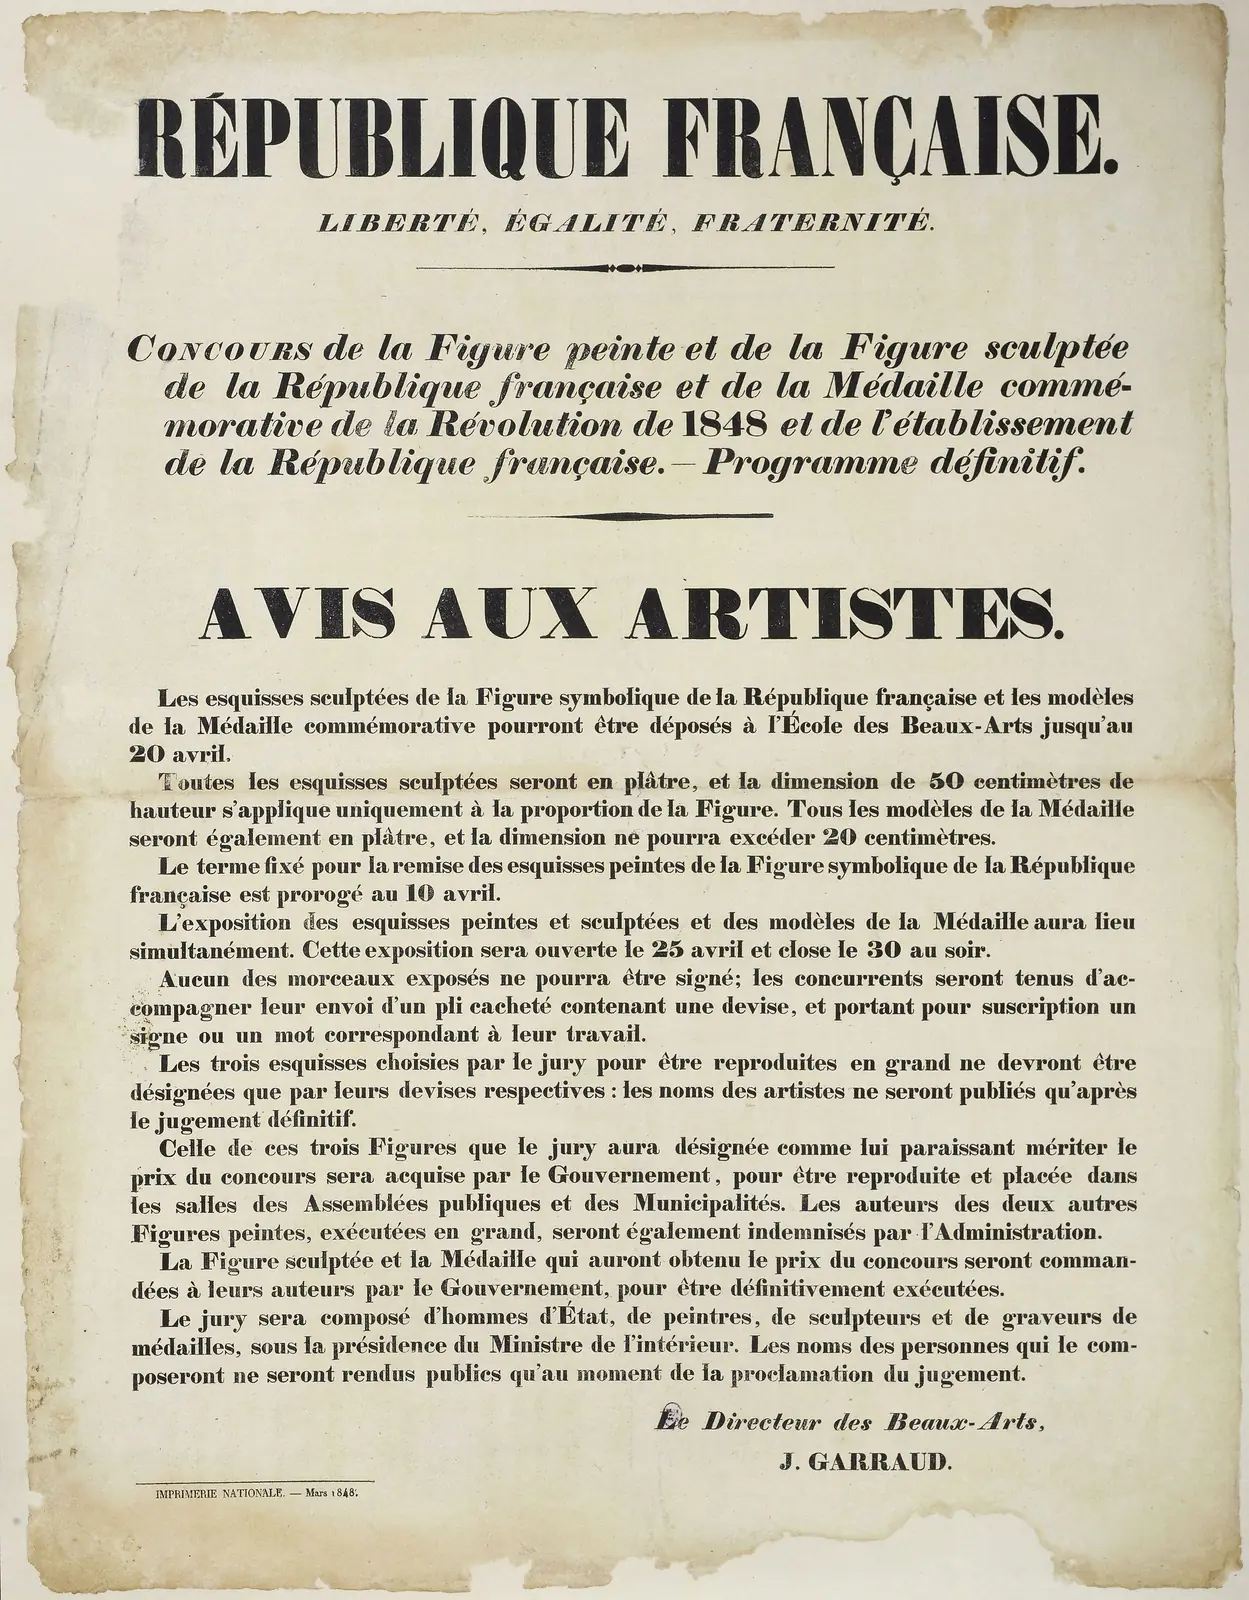 RÉPUBLIQUE FRANÇAISE.
LIBERTÉ, ÉGALITÉ, FRATERNITÉ.
CONCOURS de la Figure peinte et de la Figure sculptée
de la République française et de la Médaille commé-
morative de la Révolution de 1848 et de l'établissement
de la République française. — Programme définitif.
AVIS AUX ARTISTES.
Les esquisses sculptées de la Figure symbolique de la République française et les modèles
de la Médaille commémorative pourront être déposés à l'École des Beaux-Arts jusqu'au
20 avril.
Toutes les esquisses sculptées seront en plâtre, et la dimension de 50 centimètres de
hauteur s'applique uniquement à la proportion de la Figure. Tous les modèles de la Médaille
seront également en plâtre, et la dimension ne pourra excéder 20 centimètres.
Le terme fixé pour la remise des esquisses peintes de la Figure symbolique de la République
française est prorogé au 10 avril.
L'exposition des esquisses peintes et sculptées et des modèles de la Médaille aura lieu
simultanément. Cette exposition sera ouverte le 25 avril et close le 30 au soir.
Aucun des morceaux exposés ne pourra être signé; les concurrents seront tenus d'ac-
compagner leur envoi d'un pli cacheté contenant une devise, et portant pour suscription un
signe ou un mot correspondant à leur travail.
Les trois esquisses choisies par le jury pour être reproduites en grand ne devront être
désignées que par leurs devises respectives : les noms des artistes ne seront publiés qu'après
le jugement définitif.
Celle de ces trois Figures que le jury aura désignée comme lui paraissant mériter le
prix du concours sera acquise par le Gouvernement, pour être reproduite et placée dans
les salles des Assemblées publiques et des Municipalités. Les auteurs des deux autres
Figures peintes, exécutées en grand, seront également indemnisés par l'Administration.
La Figure sculptée et la Médaille qui auront obtenu le prix du concours seront comman-
dées à leurs auteurs par le Gouvernement, pour être définitivement exécutées.
Le jury sera composé d'hommes d'État, de peintres, de sculpteurs et de graveurs de
médailles, sous la présidence du Ministre de l'intérieur. Les noms des personnes qui le com-
poseront ne seront rendus publics qu'au moment de la proclamation du jugement.
Le Directeur des Beaux-Arts,
J. GARRAUD.
IMPRIMERIE NATIONALE. — Mars 1848.